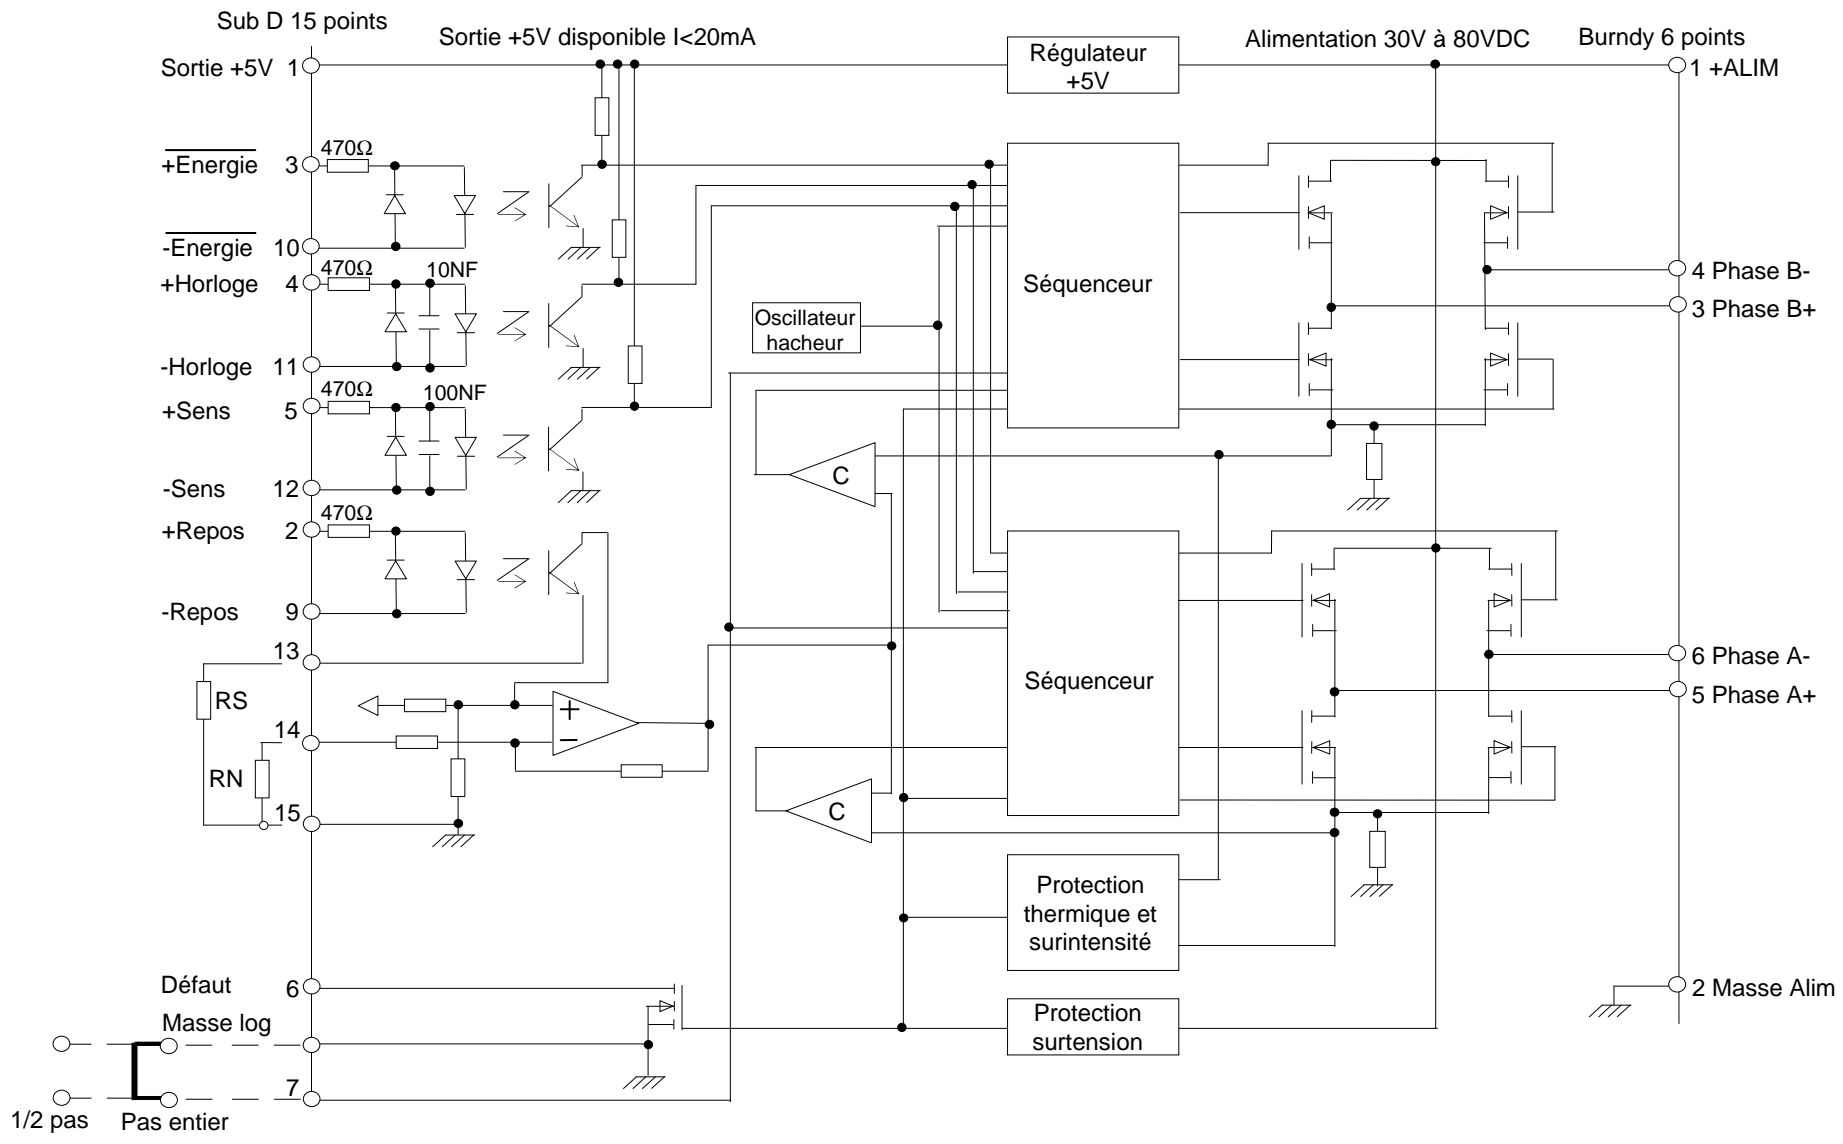 Sub D 15 points
Sortie +5V disponible I<20mA
Alimentation 30V à 80VDC
Burndy 6 points
Sortie +5V 1
Régulateur
+5V
1 +ALIM
+Energie 3
470Ω
-Energie 10
+Horloge 4
470Ω
10NF
-Horloge 11
+Sens 5
470Ω
100NF
-Sens 12
+Repos 2
470Ω
-Repos 9
13
RS
14
RN
15
+
−
Oscillateur
hacheur
Séquenceur
C
4 Phase B-
3 Phase B+
Séquenceur
C
6 Phase A-
5 Phase A+
Protection
thermique et
surintensité
Protection
surtension
2 Masse Alim
Défaut 6
Masse log
7
1/2 pas
Pas entier